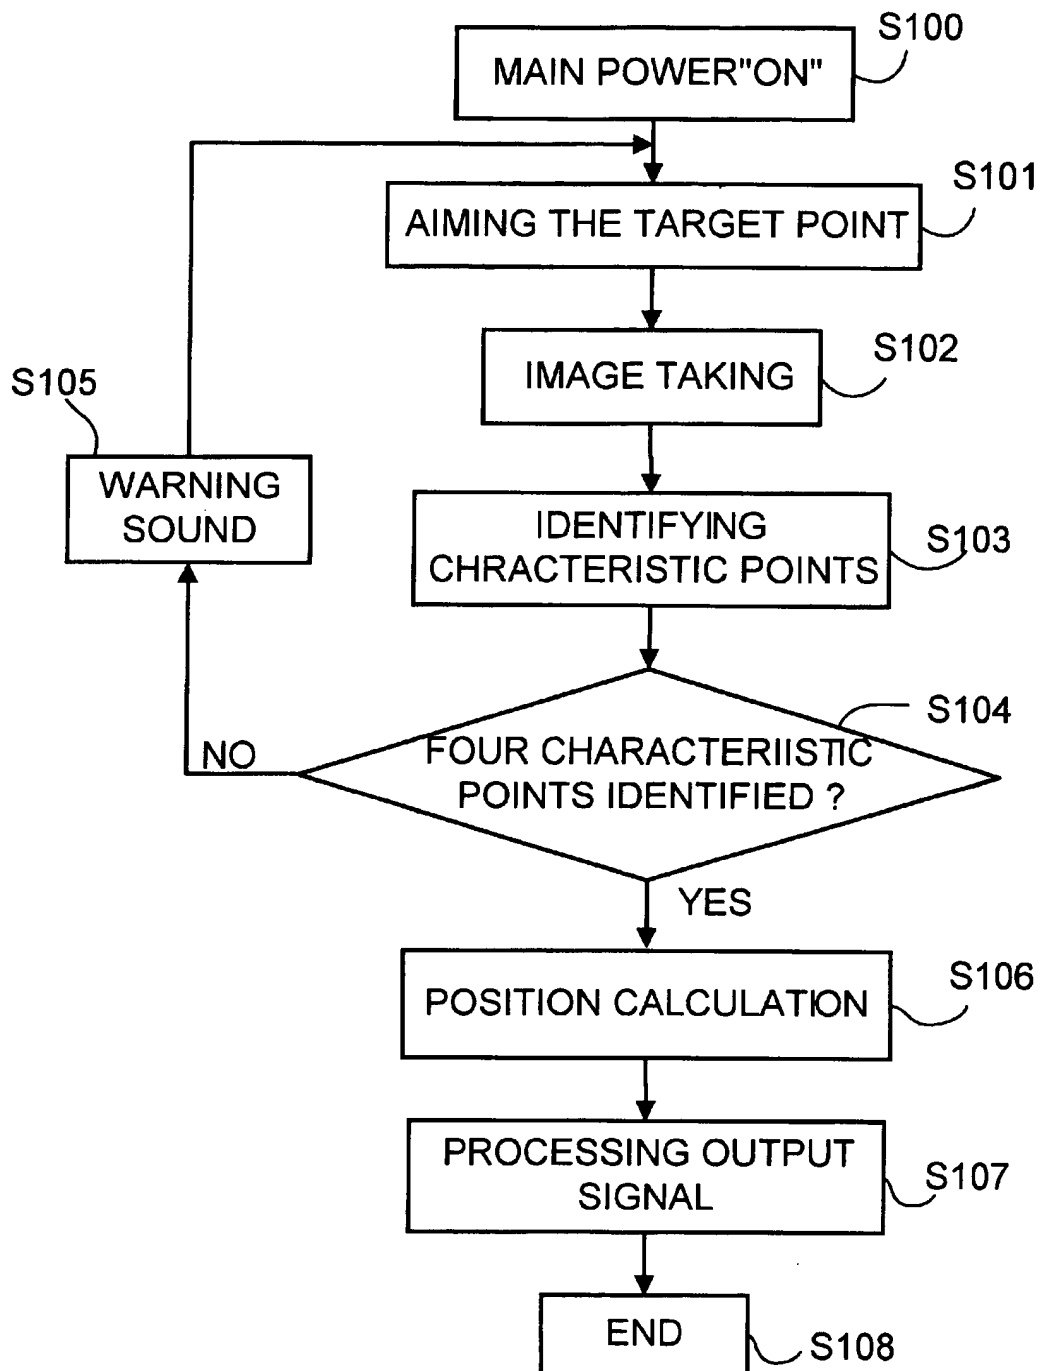 S100
MAIN POWER"ON"
S101
AIMING THE TARGET POINT
S102
IMAGE TAKING
S105
WARNING
SOUND
S103
IDENTIFYING
CHRACTERISTIC POINTS
S104
NO
FOUR CHARACTERIISTIC
POINTS IDENTIFIED ?
YES
S106
POSITION CALCULATION
S107
PROCESSING OUTPUT
SIGNAL
END
S108